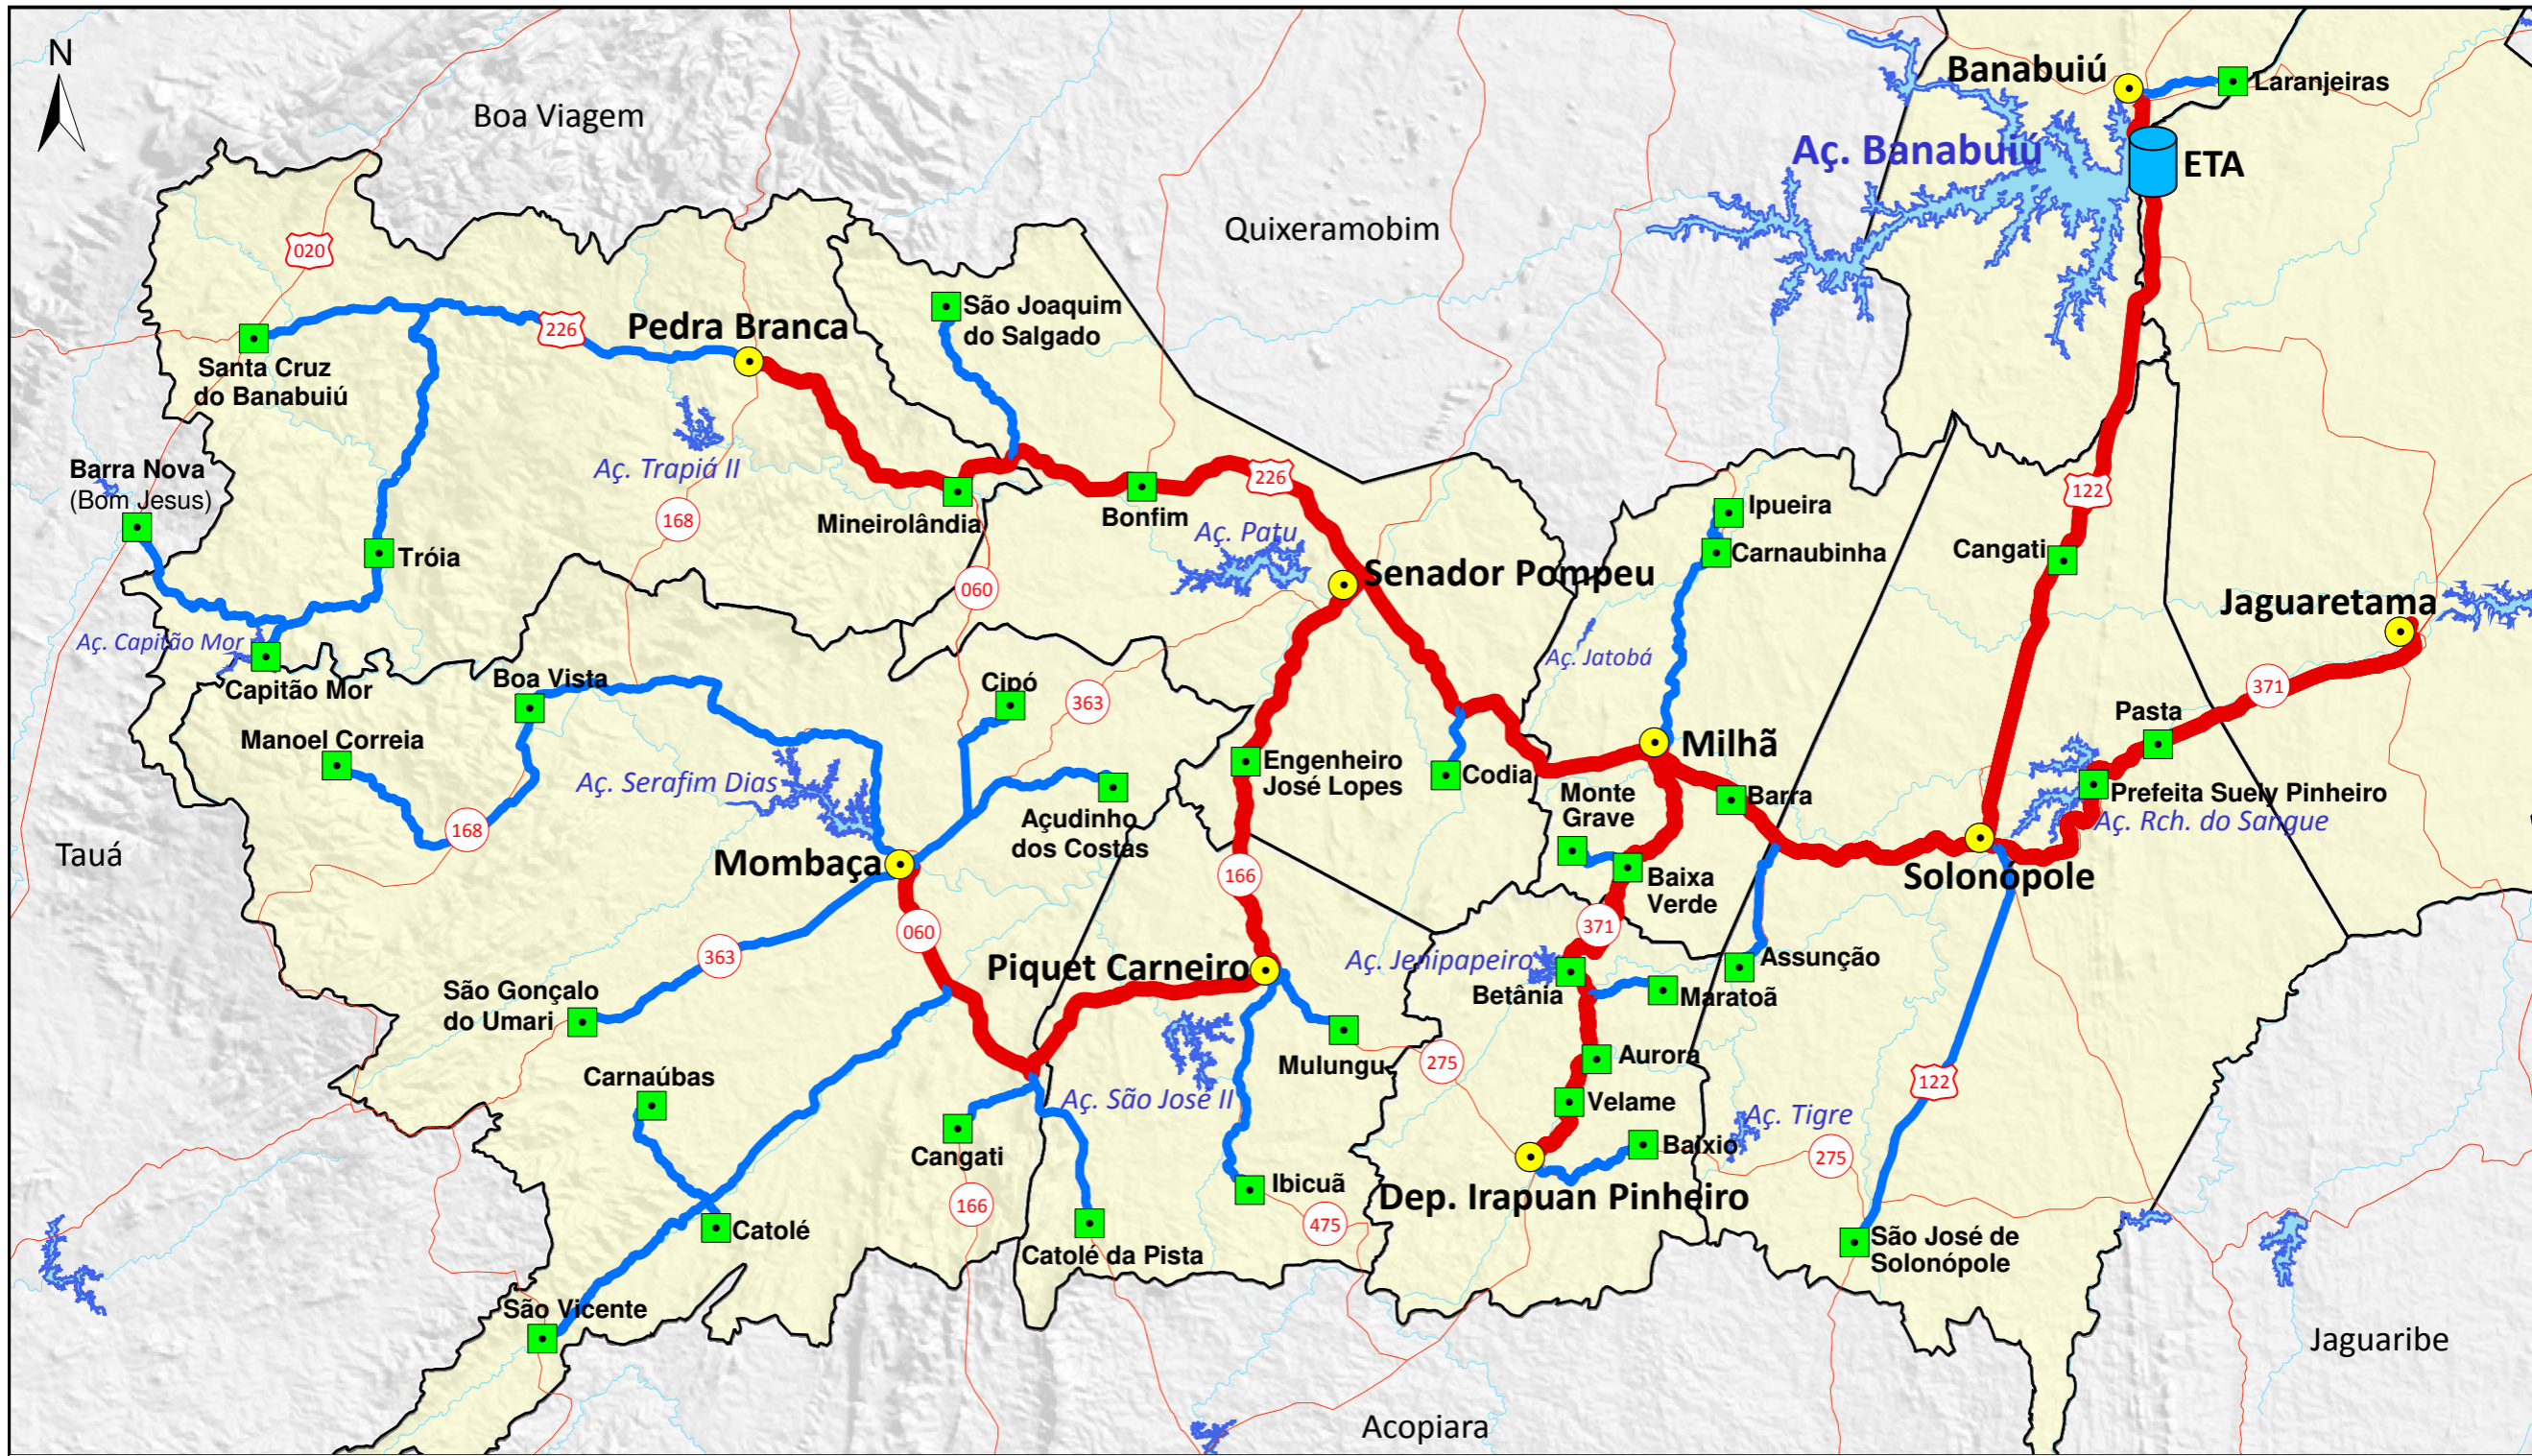 N
Boa Viagem
Banabuiú
Laranjeiras
Aç. Banabuiú
ETA
Quixeramobim
020
São Joaquim
do Salgado
226
Pedra Branca
Santa Cruz
do Banabuiú
Aç. Trapiá II
Barra Nova
(Bom Jesus)
168
Mineirolândia
Bonfim
226
Aç. Patu
122
Ipueira
Carnaubinha
Cangati
Tróia
060
Senador Pompeu
Jaguaretama
Aç. Capitão Mor
Capitão Mor
Aç. Jatobá
Boa Vista
Cipó
363
371
Pasta
Manoel Correia
Aç. Serafim Dias
Engenheiro
José Lopes
Codia
Milhã
Monte
Grave
Barra
Prefeita Suely Pinheiro
Aç. Rch. do Sangue
168
Açudinho
dos Costas
Tauá
Mombaça
166
Baixa
Verde
Solonópole
060
371
363
Piquet Carneiro
Aç. Jenipapeiro
Betânia
Maratoã
Assunção
São Gonçalo
do Umari
Mulungu
275
Aurora
Carnaúbas
Aç. São José II
Velame
Aç. Tigre
122
Cangati
Baixio
275
166
Ibicuã
Dep. Irapuan Pinheiro
Catolé
Catolé da Pista
475
São José de
Solonópole
São Vicente
Jaguaribe
Acopiara